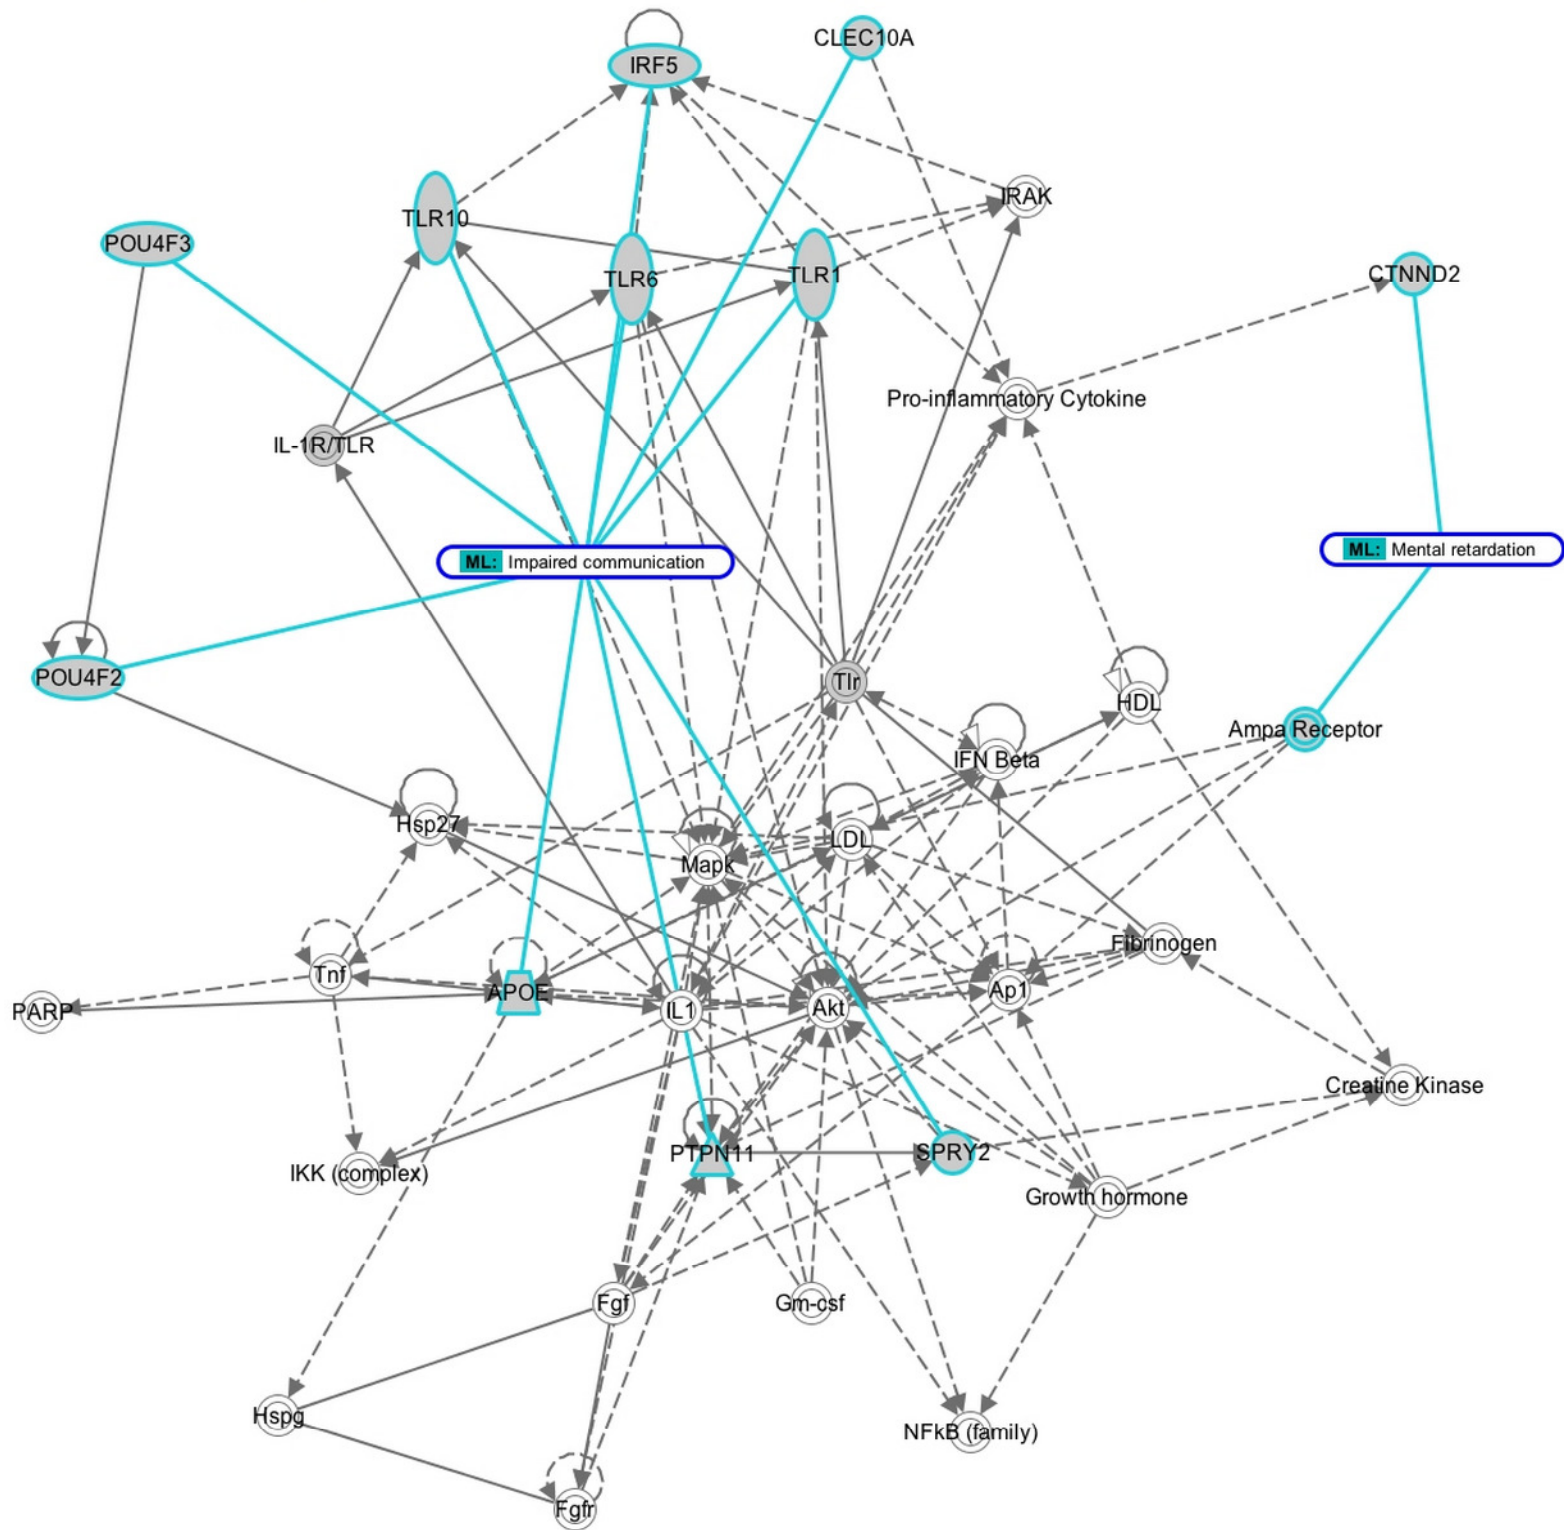 IRF5
CLEC10A
IRAK
TLR10
POU4F3
TLR6
TLR1
CTNND2
Pro-inflammatory Cytokine
IL-1R/TLR
ML: Impaired communication
ML: Mental retardation
POU4F2
Tlr
HDL
Ampa Receptor
IFN Beta
Hsp27
LDL
Mapk
Fibrinogen
Tnf
APOE
Ap1
PARP
IL1
Akt
Creatine Kinase
PTPN11
SPRY2
IKK (complex)
Growth hormone
Fgf
Gm-csf
Hspg
NFkB (family)
Fgfr